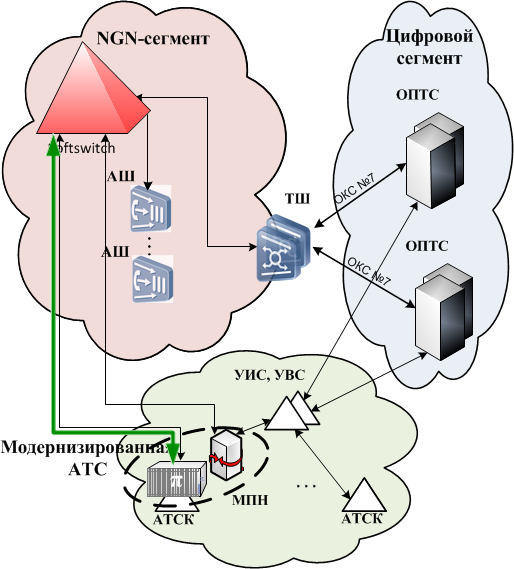 NGN-сегмент
Цифровой
сегмент
ОПТС
oftswitch
АШ
ТШ
ОКС №7
АШ
ОПТС
ОКС №7
УИС, УВС
Модернизированная
АТС
π
МПН
АТСК
...
АТСК